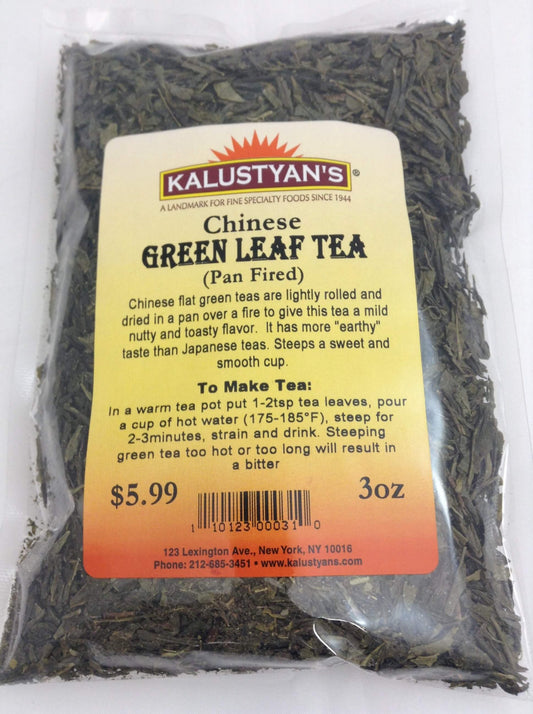 KALUSTYAN'S®
A LANDMARK FOR FINE SPECIALTY FOODS SINCE 1944
Chinese
GREEN LEAF TEA
(Pan Fired)
Chinese flat green teas are lightly rolled and
dried in a pan over a fire to give this tea a mild
nutty and toasty flavor. It has more "earthy"
taste than Japanese teas. Steeps a sweet and
smooth cup.
To Make Tea:
In a warm tea pot put 1-2tsp tea leaves, pour
a cup of hot water (175-185°F), steep for
2-3minutes, strain and drink. Steeping
green tea too hot or too long will result in
a bitter
$5.99
3oz
1 10123 00031 0
123 Lexington Ave., New York, NY 10016
Phone: 212-685-3451 • www.kalustyans.com